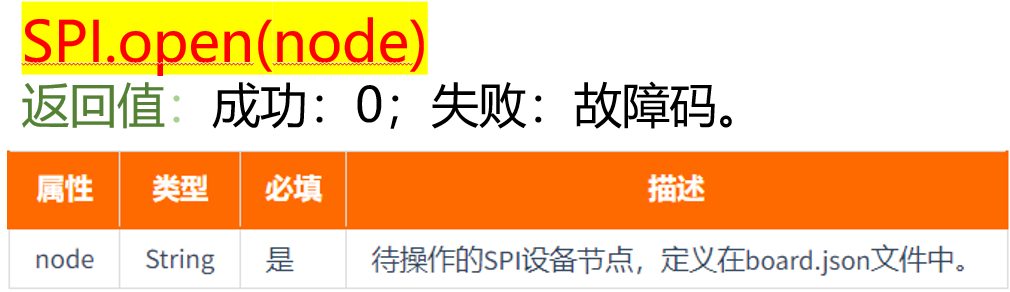 SPI.open(node)
返回值：成功：0；失败：故障码。
属性 类型 必填 描述
node String 是 待操作的SPI设备节点，定义在board.json文件中。